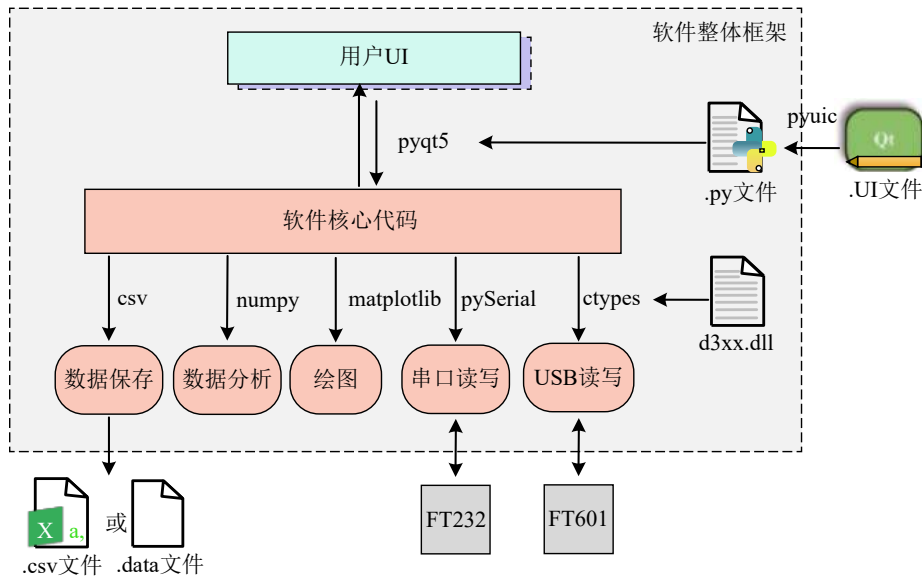 软件整体框架
用户UI
pyuic
Qt
pyqt5
.py文件
.UI文件
软件核心代码
csv
numpy
matplotlib
pySerial
ctypes
d3xx.dll
数据保存
数据分析
绘图
串口读写
USB读写
X
a,
或
FT232
FT601
.csv文件
.data文件